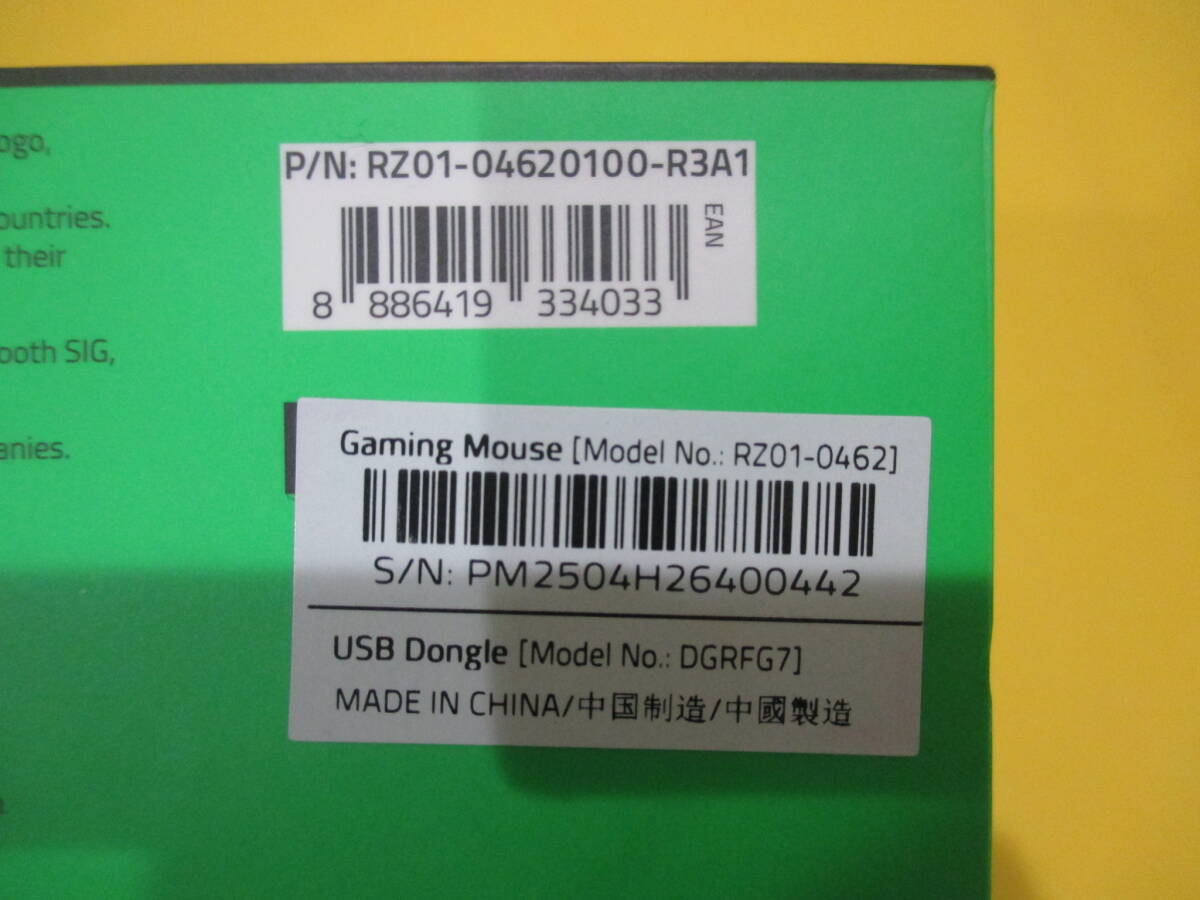 ogo,
ountries.
their
ooth SIG,
anies.
P/N: RZ01-04620100-R3A1
EAN
8 886419 334033
Gaming Mouse [Model No.: RZ01-0462]
S/N: PM2504H26400442
USB Dongle [Model No.: DGRFG7]
MADE IN CHINA/中国制造/中國製造